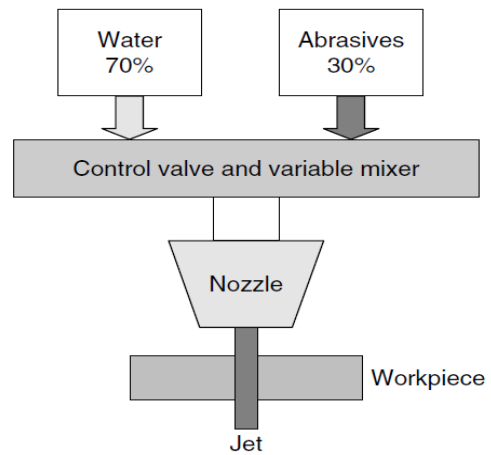 Water
70%
Abrasives
30%
Control valve and variable mixer
Nozzle
Workpiece
Jet